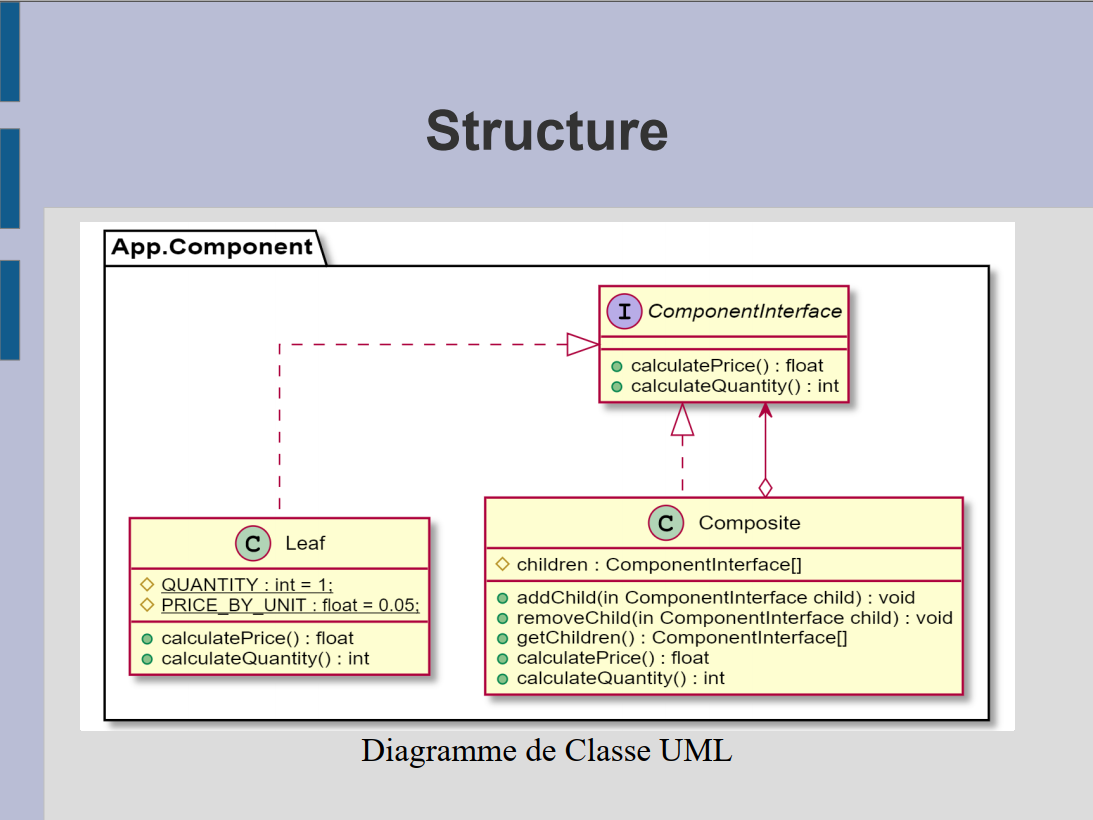 Structure
App.Component
I ComponentInterface
calculatePrice() : float
calculateQuantity() : int
C Leaf
QUANTITY : int = 1;
PRICE_BY_UNIT : float = 0.05;
calculatePrice() : float
calculateQuantity() : int
C Composite
children : ComponentInterface[]
addChild(in ComponentInterface child) : void
removeChild(in ComponentInterface child) : void
getChildren() : ComponentInterface[]
calculatePrice() : float
calculateQuantity() : int
Diagramme de Classe UML